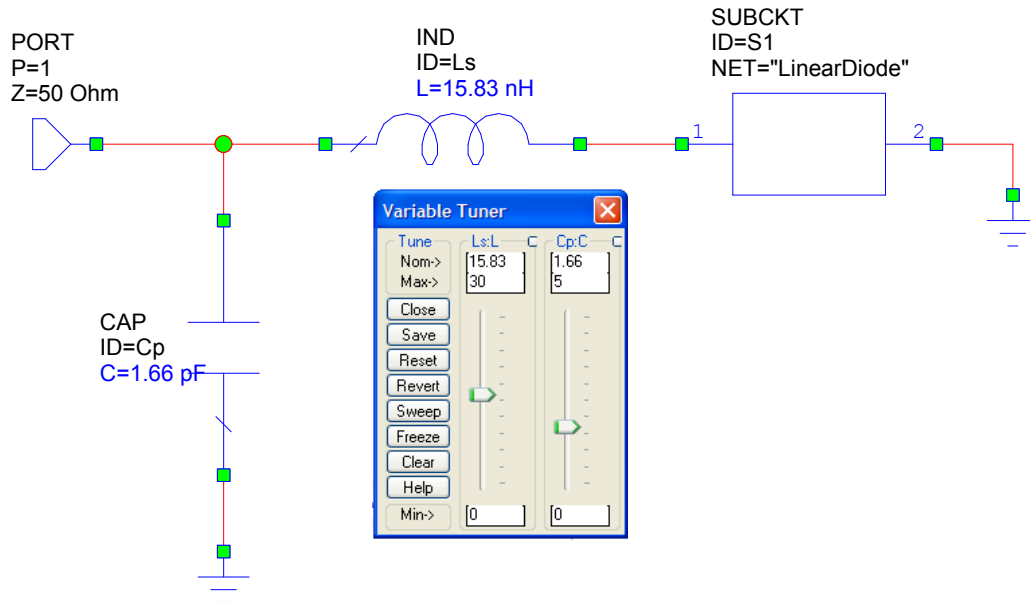 PORT
P=1
Z=50 Ohm
IND
ID=Ls
L=15.83 nH
SUBCKT
ID=S1
NET="LinearDiode"
1
2
CAP
ID=Cp
C=1.66 pF
Variable Tuner
Tune
Ls:L
Cp:C
Nom->
15.83
1.66
Max->
30
5
Close
Save
Reset
Revert
Sweep
Freeze
Clear
Help
Min->
0
0